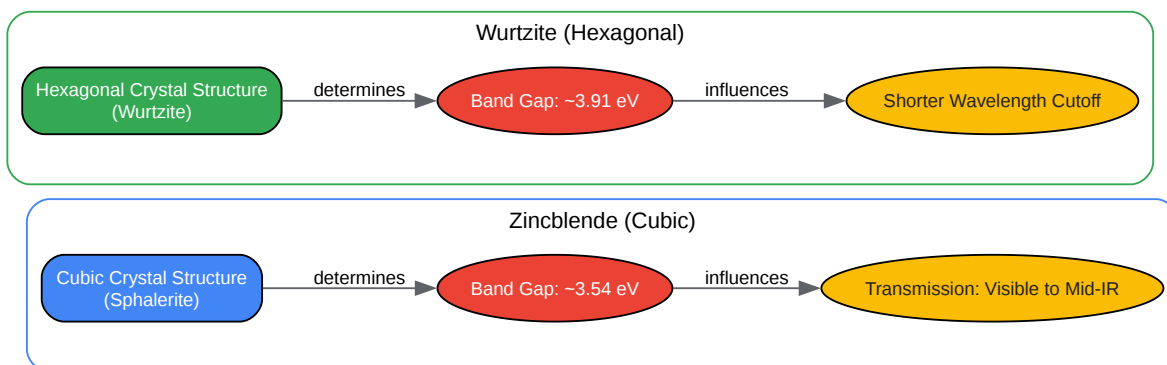 Wurtzite (Hexagonal)
Hexagonal Crystal Structure
(Wurtzite)
determines
Band Gap: ~3.91 eV
influences
Shorter Wavelength Cutoff
Zincblende (Cubic)
Cubic Crystal Structure
(Sphalerite)
determines
Band Gap: ~3.54 eV
influences
Transmission: Visible to Mid-IR